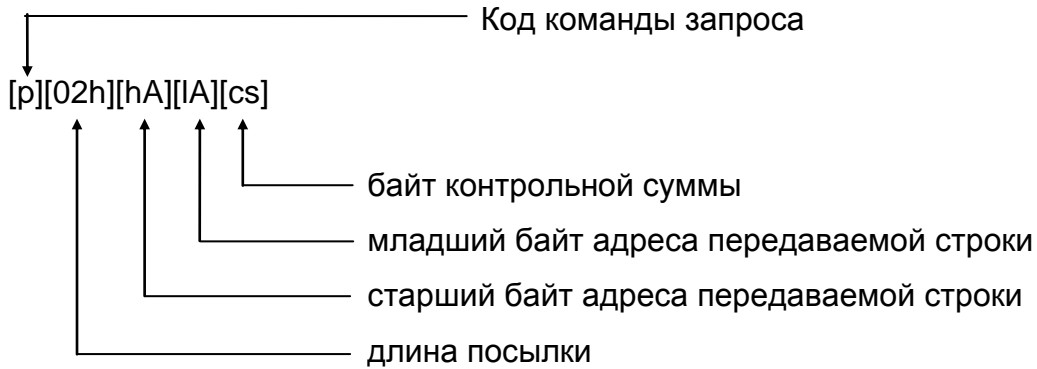 Код команды запроса
[p][02h][hA][lA][cs]
байт контрольной суммы
младший байт адреса передаваемой строки
старший байт адреса передаваемой строки
длина посылки